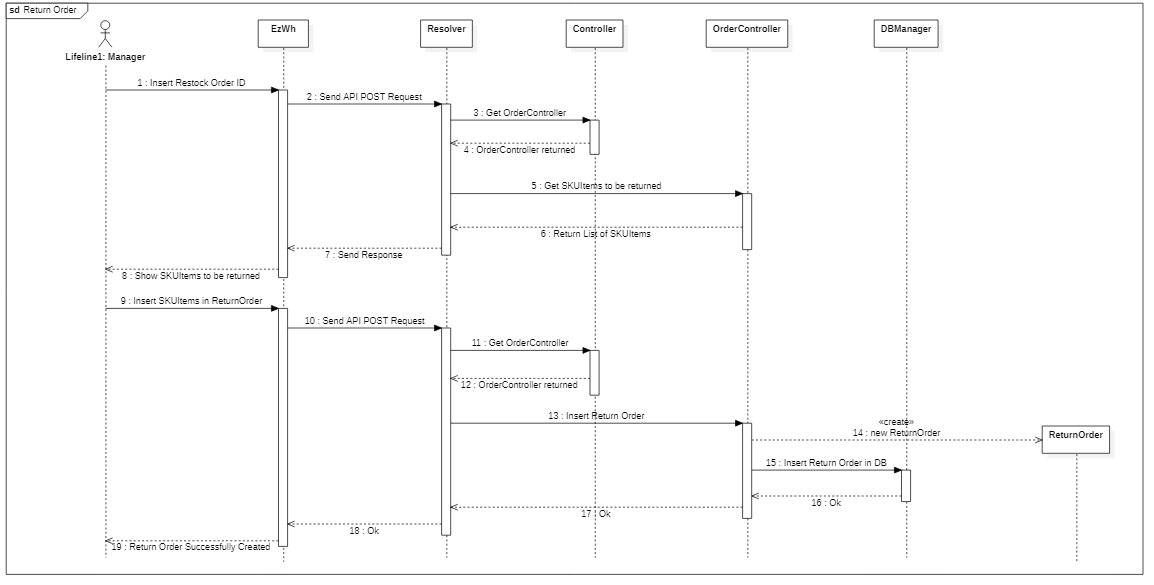 sd Return Order
Lifeline1: Manager
EzWh
Resolver
Controller
OrderController
DBManager
1 : Insert Restock Order ID
2 : Send API POST Request
3 : Get OrderController
4 : OrderController returned
5 : Get SKUItems to be returned
6 : Return List of SKUItems
7 : Send Response
8 : Show SKUItems to be returned
9 : Insert SKUItems in ReturnOrder
10 : Send API POST Request
11 : Get OrderController
12 : OrderController returned
13 : Insert Return Order
«create»
14 : new ReturnOrder
ReturnOrder
15 : Insert Return Order in DB
16 : Ok
17 : Ok
18 : Ok
19 : Return Order Successfully Created